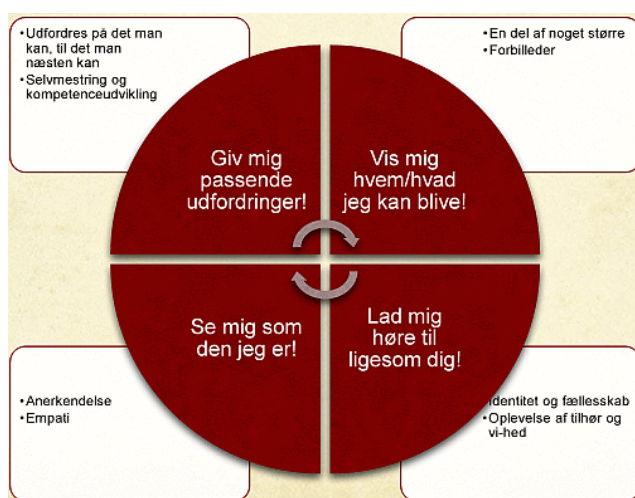 •Udfordres på det man
kan, til det man
næsten kan
•Selvmestring og
kompetenceudvikling
•En del af noget større
•Forbilleder
Giv mig
passende
udfordringer!
Vis mig
hvem/hvad
jeg kan blive!
Se mig som
den jeg er!
Lad mig
høre til
ligesom dig!
•Anerkendelse
•Empati
•Identitet og fællesskab
•Oplevelse af tilhør og
vi-hed